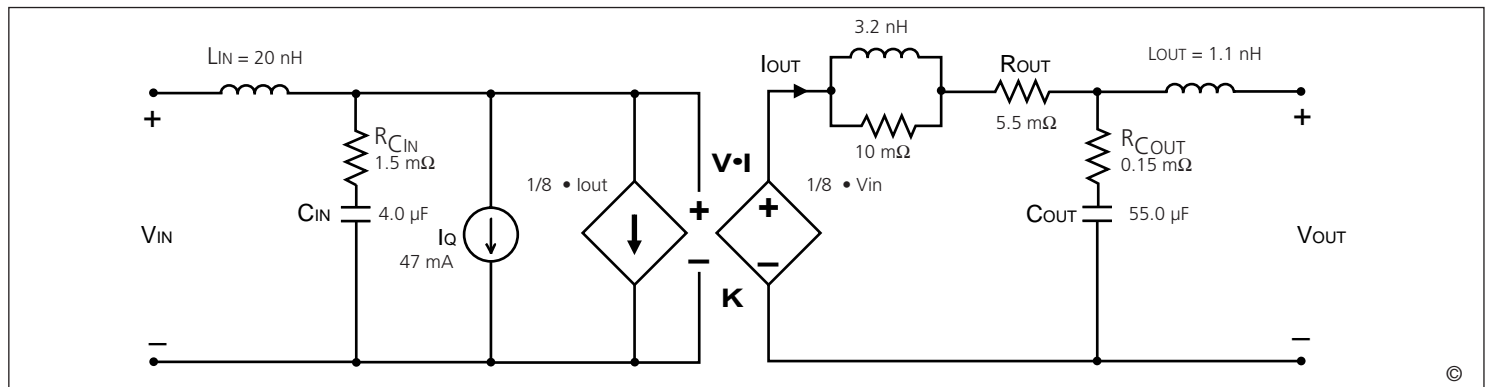 LIN = 20 nH
+
−
VIN
RCIN
1.5 mΩ
CIN
4.0 µF
IQ
47 mA
1/8 • Iout
+
−
V•I
K
+
−
1/8 • Vin
IOUT
3.2 nH
10 mΩ
ROUT
5.5 mΩ
RCOUT
0.15 mΩ
COUT
55.0 µF
LOUT = 1.1 nH
+
−
VOUT
©